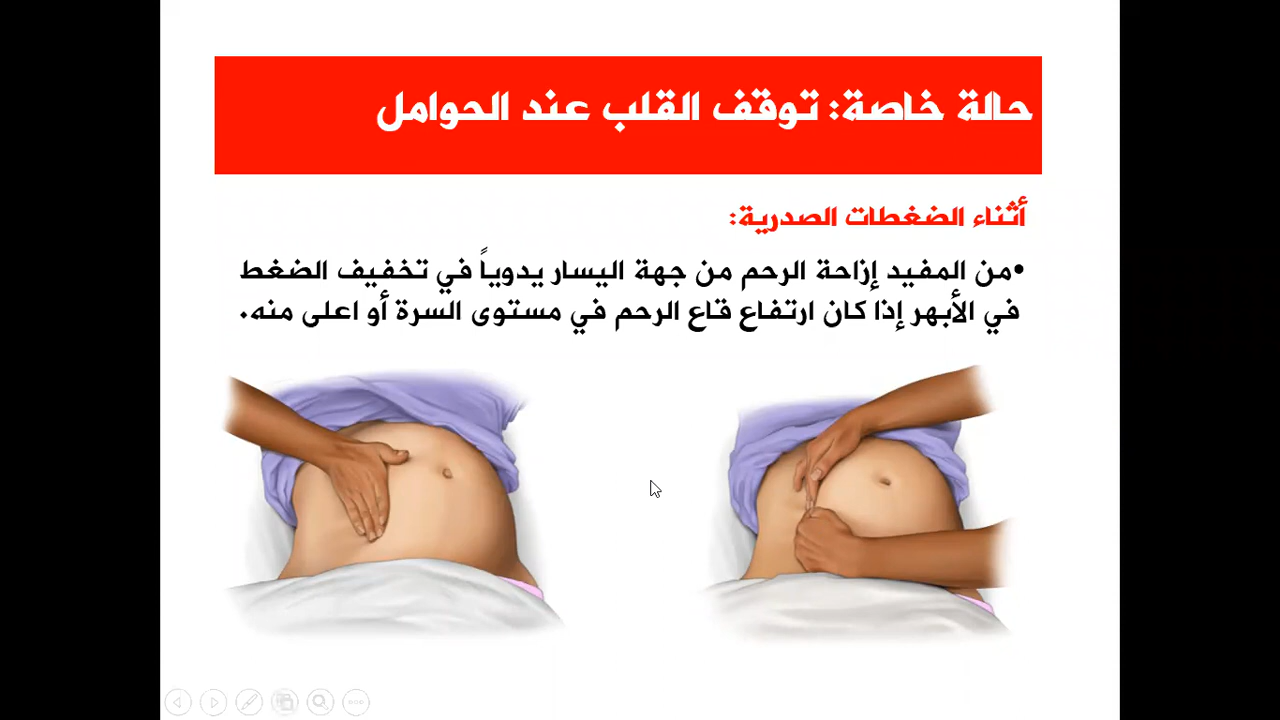 حالة خاصة: توقف القلب عند الحوامل
أثناء الضغطات الصدرية:
•من المفيد إزاحة الرحم من جهة اليسار يدوياً في تخفيف الضغط
في الأبهر إذا كان ارتفاع قاع الرحم في مستوى السرة أو اعلى منه.